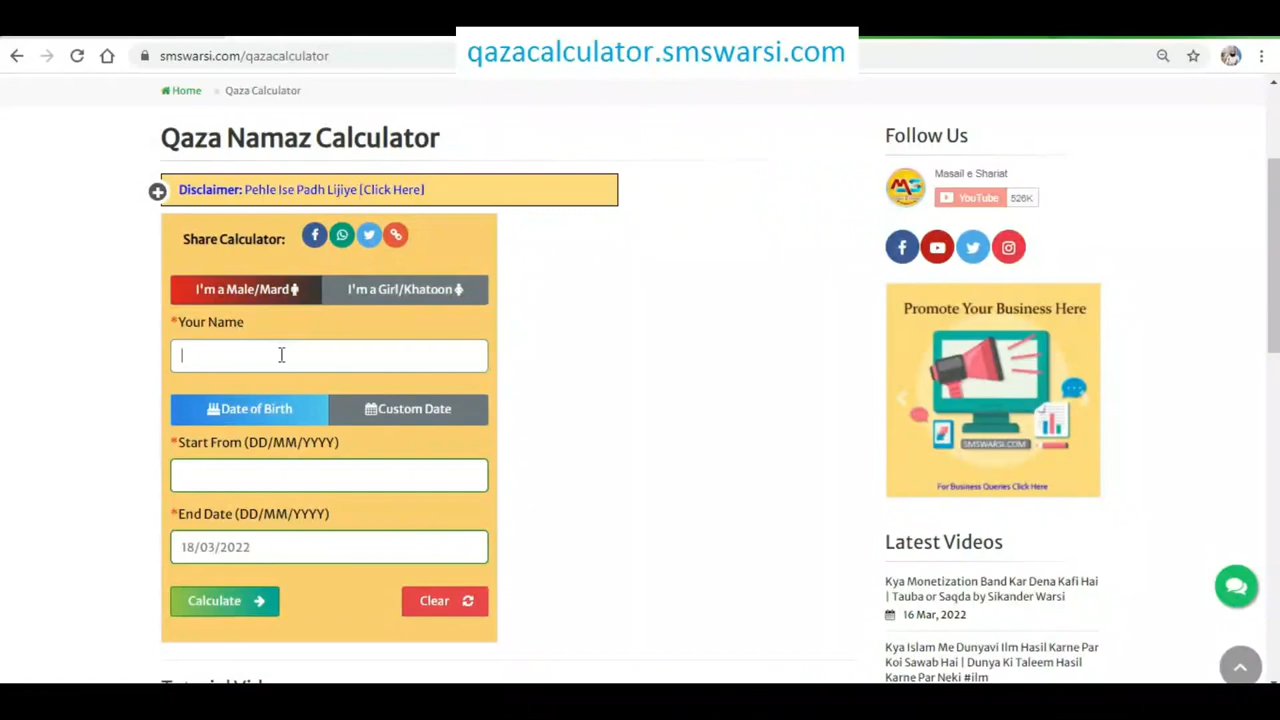 qazacalculator.smswarsi.com
smswarsi.com/qazacalculator
Home
Qaza Calculator
Qaza Namaz Calculator
Disclaimer: Pehle Ise Padh Lijiye [Click Here]
Share Calculator:
I'm a Male/Mard
I'm a Girl/Khatoon
*Your Name
Date of Birth
Custom Date
*Start From (DD/MM/YYYY)
*End Date (DD/MM/YYYY)
18/03/2022
Calculate
Clear
Follow Us
MS
Masail e Shariat
YouTube
526K
Promote Your Business Here
SMSWARSI.COM
For Business Queries Click Here
Latest Videos
Kya Monetization Band Kar Dena Kafi Hai
| Tauba or Saqda by Sikander Warsi
16 Mar, 2022
Kya Islam Me Dunyavi Ilm Hasil Karne Par
Koi Sawab Hai | Dunya Ki Taleem Hasil
Karne Par Neki #ilm